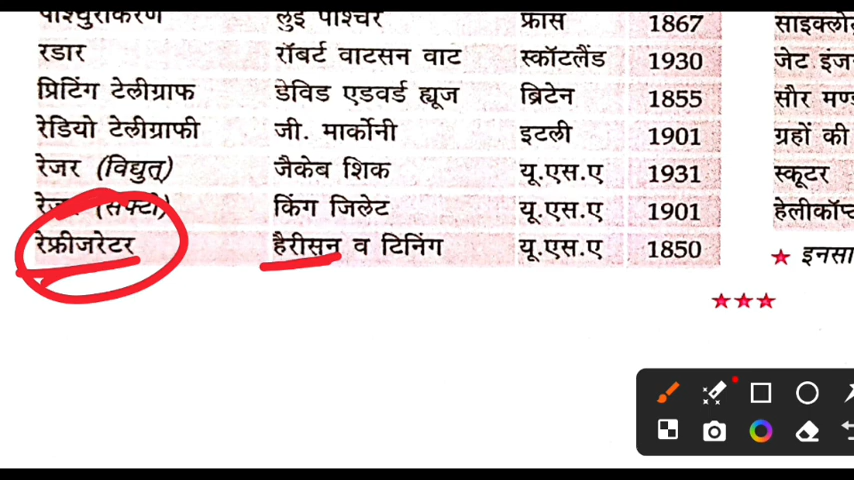 पाश्चुराकरण लुई पाश्चर फ्रांस 1867
रडार रॉबर्ट वाटसन वाट स्कॉटलैंड 1930 जेट इंज
प्रिटिंग टेलीग्राफ डेविड एडवर्ड ह्यूज ब्रिटेन 1855 सौर मण्
रेडियो टेलीग्राफी जी. मार्कोनी इटली 1901 ग्रहों की
रेजर (विद्युत्) जैकेब शिक यू.एस.ए 1931 स्कूटर
रेजर (सेफ्टी) किंग जिलेट यू.एस.ए 1901 हेलीकॉप्ट
रेफ्रीजरेटर हैरीसन व टिनिंग यू.एस.ए 1850
★ इनसा
★★★